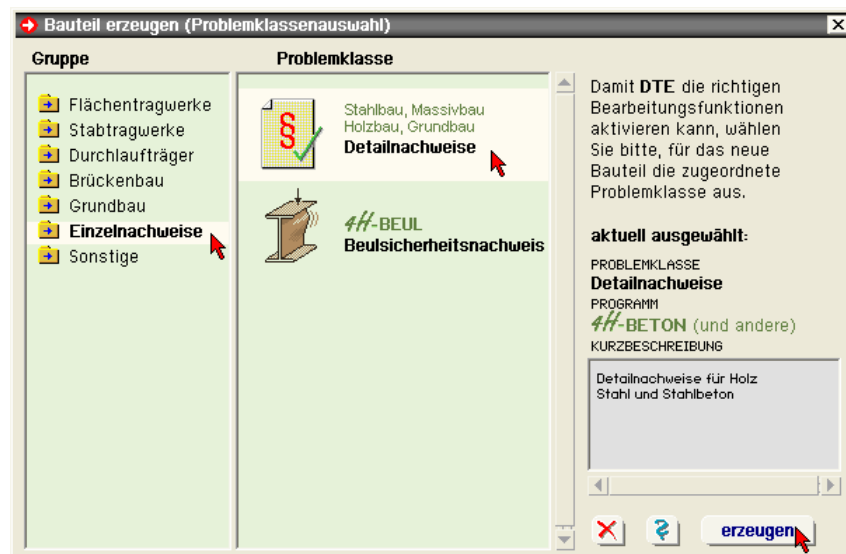 Bauteil erzeugen (Problemklassenauswahl)
Gruppe
Problemklasse
Flächentragwerke
Stabtragwerke
Durchlaufträger
Brückenbau
Grundbau
Einzelnachweise
Sonstige
Stahlbau, Massivbau
Holzbau, Grundbau
Detailnachweise
4H-BEUL
Beulsicherheitsnachweis
Damit DTE die richtigen
Bearbeitungsfunktionen
aktivieren kann, wählen
Sie bitte, für das neue
Bauteil die zugeordnete
Problemklasse aus.
aktuell ausgewählt:
PROBLEMKLASSE
Detailnachweise
PROGRAMM
4H-BETON (und andere)
KURZBESCHREIBUNG
Detailnachweise für Holz
Stahl und Stahlbeton
erzeugen